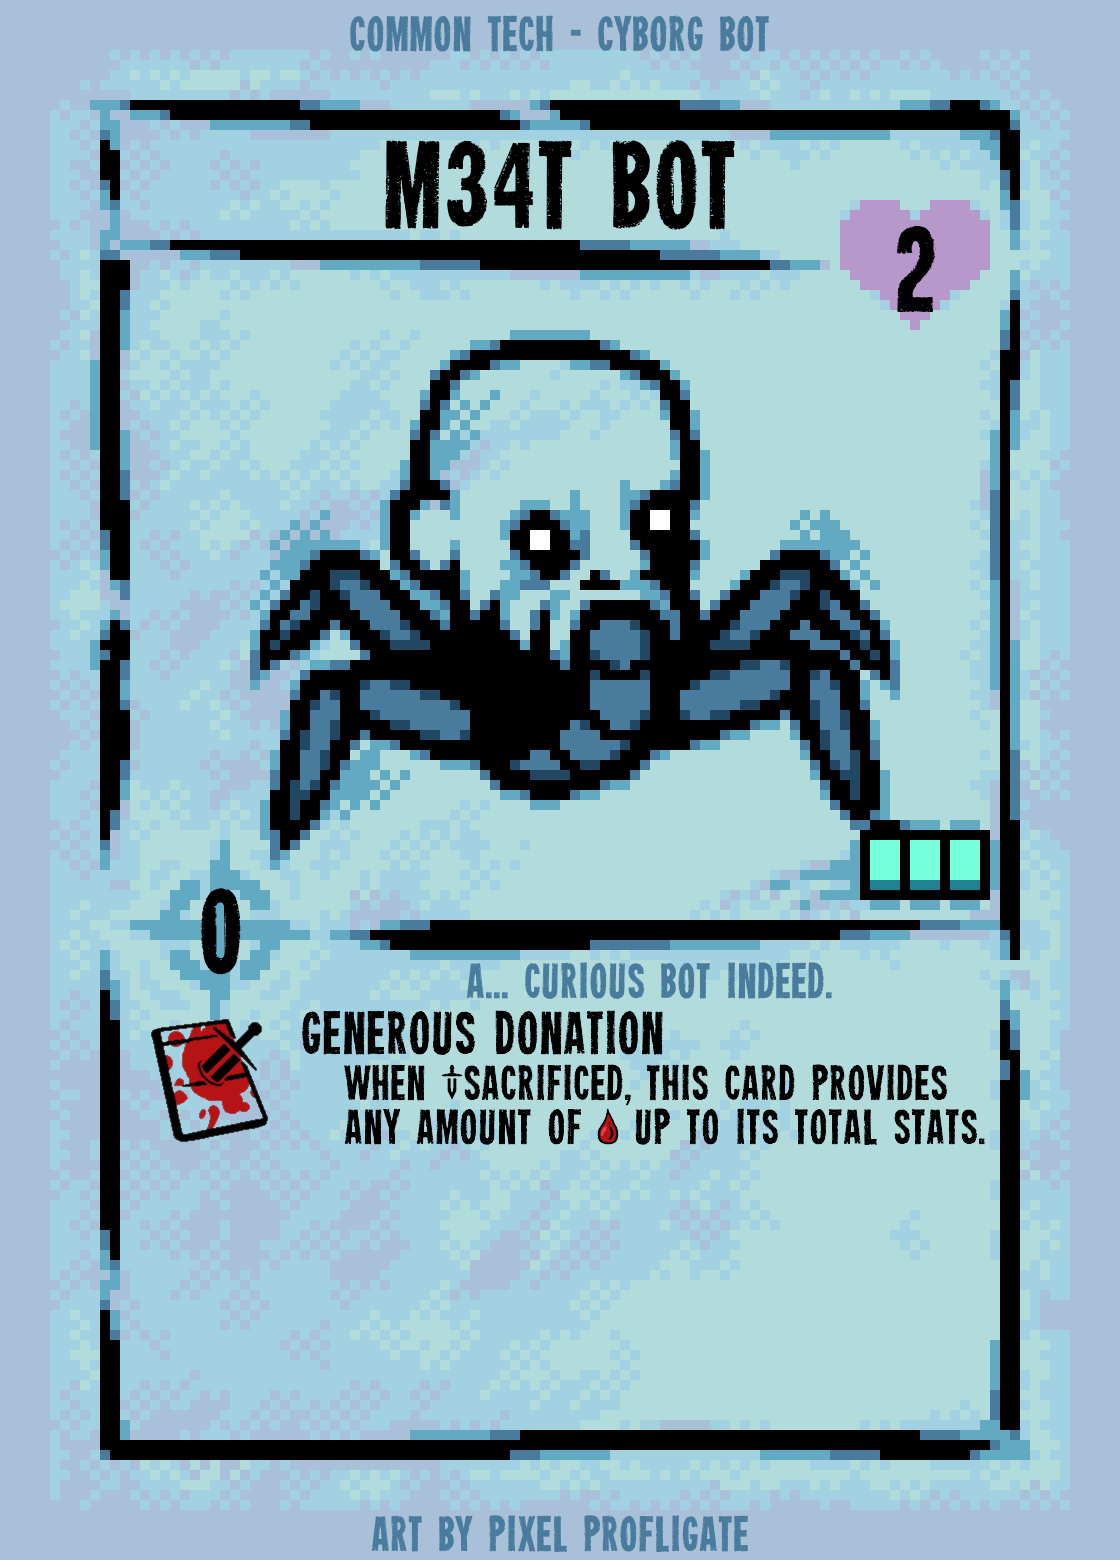 COMMON TECH - CYBORG BOT
M34T BOT
2
0
A... CURIOUS BOT INDEED.
GENEROUS DONATION
WHEN SACRIFICED, THIS CARD PROVIDES
ANY AMOUNT OF UP TO ITS TOTAL STATS.
ART BY PIXEL PROFLIGATE